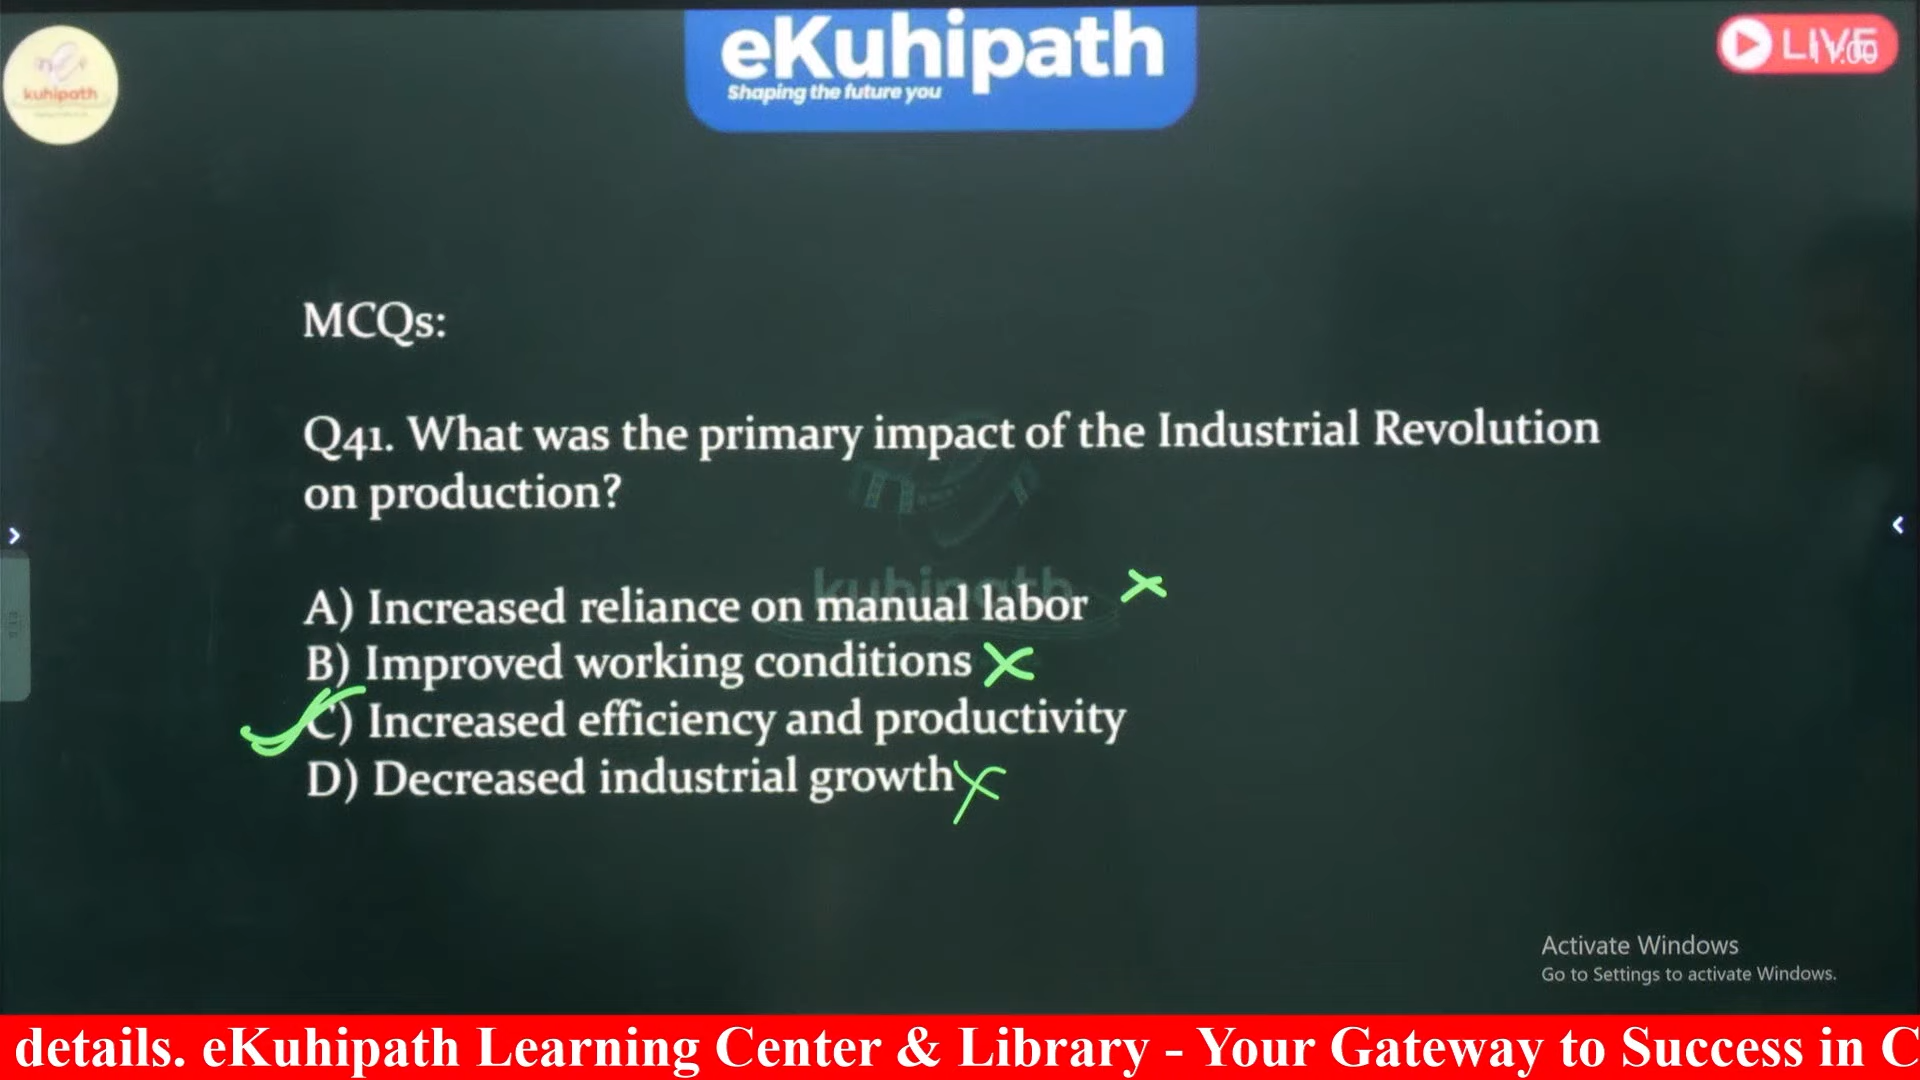 eKuhipath
Shaping the future you
kuhipath
LIVE
MCQs:
Q41. What was the primary impact of the Industrial Revolution
on production?
kuhipath
A) Increased reliance on manual labor
B) Improved working conditions
C) Increased efficiency and productivity
D) Decreased industrial growth
Activate Windows
Go to Settings to activate Windows.
details. eKuhipath Learning Center & Library - Your Gateway to Success in C